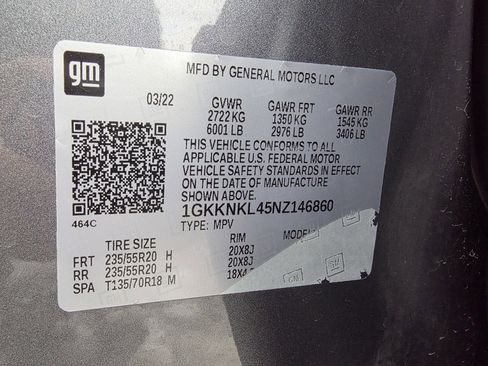 gm
MFD BY GENERAL MOTORS LLC
03/22 GVWR GAWR FRT GAWR RR
2722 KG 1350 KG 1545 KG
6001 LB 2976 LB 3406 LB
THIS VEHICLE CONFORMS TO ALL
APPLICABLE U.S. FEDERAL MOTOR
VEHICLE SAFETY STANDARDS IN EFFECT
ON THE DATE OF MANUFACTURE
SHOWN ABOVE.
1GKKNKL45NZ146860
464C TYPE: MPV
TIRE SIZE RIM
FRT 235/55R20 H 20X8J
RR 235/55R20 H 20X8J
SPA T135/70R18 M